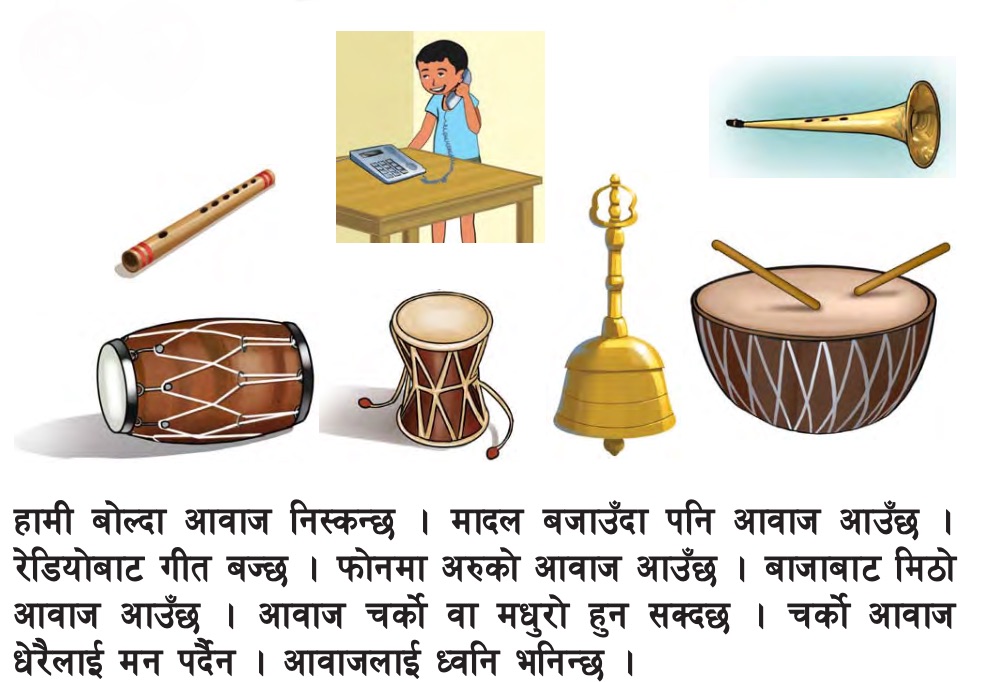 हामी बोल्दा आवाज निस्कन्छ । मादल बजाउँदा पनि आवाज आउँछ ।
रेडियोबाट गीत बज्छ । फोनमा अरुको आवाज आउँछ । बाजाबाट मिठो
आवाज आउँछ । आवाज चर्को वा मधुरो हुन सक्दछ । चर्को आवाज
धेरैलाई मन पर्दैन । आवाजलाई ध्वनि भनिन्छ ।